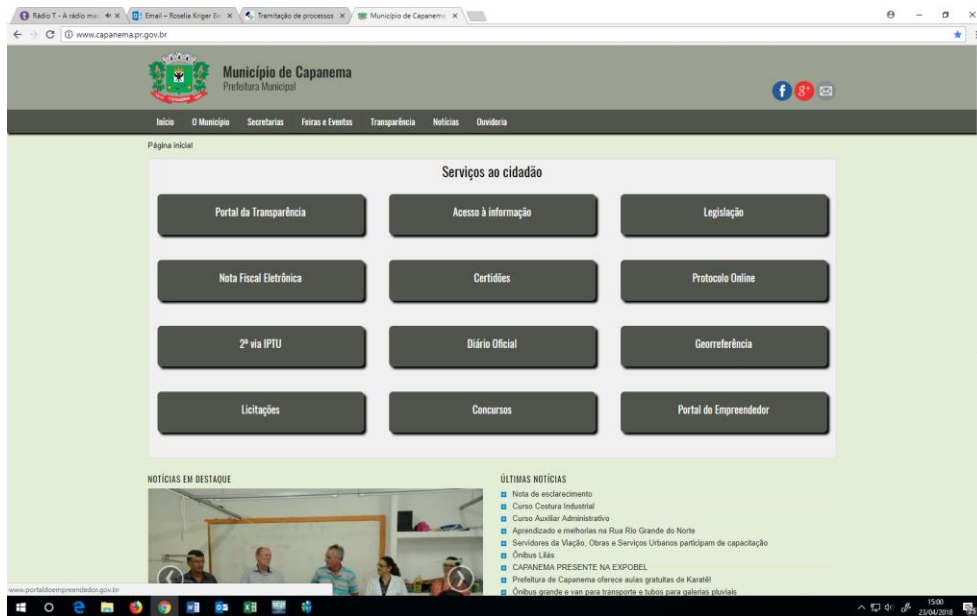 Rádio T - A rádio ma
Email – Roselia Kriger
Tramitação de processos
Município de Capanema
www.capanema.pr.gov.br
Município de Capanema
Prefeitura Municipal
Início O Município Secretarias Feiras e Eventos Transparência Notícias Ouvidoria
Página inicial
Serviços ao cidadão
Portal da Transparência Acesso à informação Legislação
Nota Fiscal Eletrônica Certidões Protocolo Online
2ª via IPTU Diário Oficial Georreferência
Licitações Concursos Portal do Empreendedor
NOTÍCIAS EM DESTAQUE
ÚLTIMAS NOTÍCIAS
Nota de esclarecimento
Curso Costura Industrial
Curso Auxiliar Administrativo
Aprendizado e melhorias na Rua Rio Grande do Norte
Servidores da Viação, Obras e Serviços Urbanos participam de capacitação
Ônibus Lilás
CAPANEMA PRESENTE NA EXPOBEL
Prefeitura de Capanema oferece aulas gratuitas de Karatê!
Ônibus grande e van para transporte e tubos para galerias pluviais
www.portaldoempreendedor.gov.br
15:00
23/04/2018